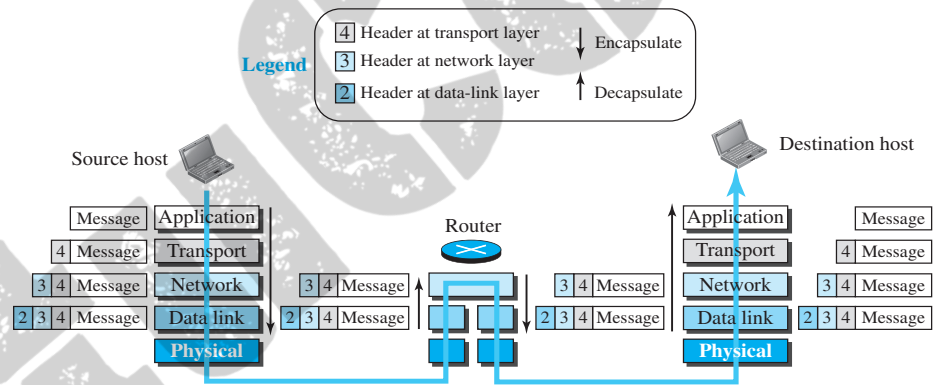 4 Header at transport layer
Encapsulate
Legend
3 Header at network layer
2 Header at data-link layer
Decapsulate
Source host
Destination host
Router
Message Application
4 Message Transport
3 4 Message Network
2 3 4 Message Data link
Physical
3 4 Message
2 3 4 Message
3 4 Message
2 3 4 Message
Application Message
Transport 4 Message
Network 3 4 Message
Data link 2 3 4 Message
Physical